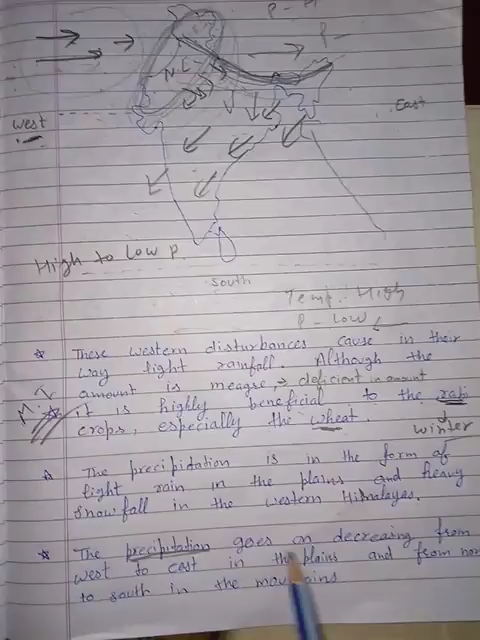 P - H
P -
N I
West
East
High to Low P.
South
Temp:- High
P - Low
These western disturbances cause in their
way light rainfall. Although the
amount is meagre, → deficient in amount
it is highly beneficial to the rabi
crops, especially the wheat.
winter
The precipidation is in the form of
light rain in the plains and heavy
snowfall in the western Himalayas.
The precipitation goes on decreasing from
west to east in the plains and from nor
to south in the mountains